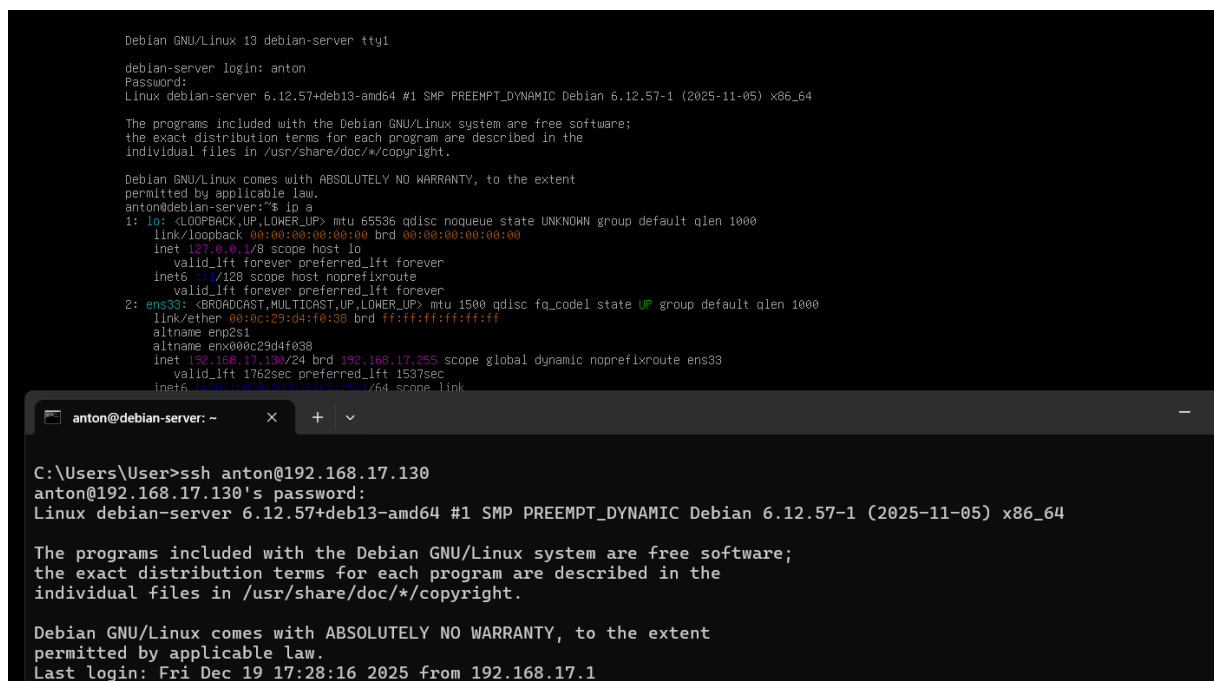 Debian GNU/Linux 13 debian-server tty1
debian-server login: anton
Password:
Linux debian-server 6.12.57+deb13-amd64 #1 SMP PREEMPT_DYNAMIC Debian 6.12.57-1 (2025-11-05) x86_64
The programs included with the Debian GNU/Linux system are free software;
the exact distribution terms for each program are described in the
individual files in /usr/share/doc/*/copyright.
Debian GNU/Linux comes with ABSOLUTELY NO WARRANTY, to the extent
permitted by applicable law.
anton@debian-server:~$ ip a
1: lo: <LOOPBACK,UP,LOWER_UP> mtu 65536 qdisc noqueue state UNKNOWN group default qlen 1000
link/loopback 00:00:00:00:00:00 brd 00:00:00:00:00:00
inet 127.0.0.1/8 scope host lo
valid_lft forever preferred_lft forever
inet6 ::1/128 scope host noprefixroute
valid_lft forever preferred_lft forever
2: ens33: <BROADCAST,MULTICAST,UP,LOWER_UP> mtu 1500 qdisc fq_codel state UP group default qlen 1000
link/ether 00:0c:29:d4:f0:38 brd ff:ff:ff:ff:ff:ff
altname enp2s1
altname enx000c29d4f038
inet 192.168.17.130/24 brd 192.168.17.255 scope global dynamic noprefixroute ens33
valid_lft 1762sec preferred_lft 1537sec
inet6 /64 scope link
anton@debian-server: ~
C:\Users\User>ssh anton@192.168.17.130
anton@192.168.17.130's password:
Linux debian-server 6.12.57+deb13-amd64 #1 SMP PREEMPT_DYNAMIC Debian 6.12.57-1 (2025-11-05) x86_64
The programs included with the Debian GNU/Linux system are free software;
the exact distribution terms for each program are described in the
individual files in /usr/share/doc/*/copyright.
Debian GNU/Linux comes with ABSOLUTELY NO WARRANTY, to the extent
permitted by applicable law.
Last login: Fri Dec 19 17:28:16 2025 from 192.168.17.1